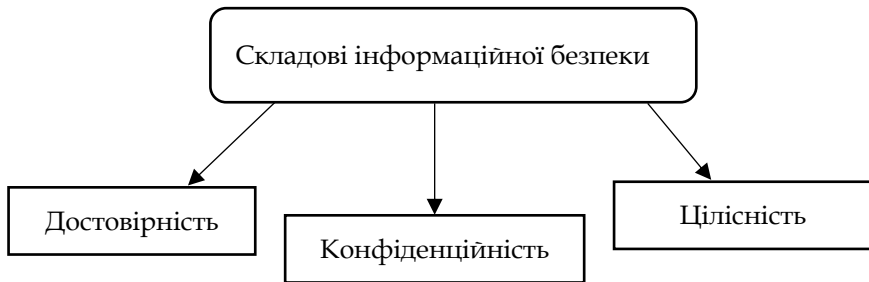 Складові інформаційної безпеки
Достовірність
Конфіденційність
Цілісність